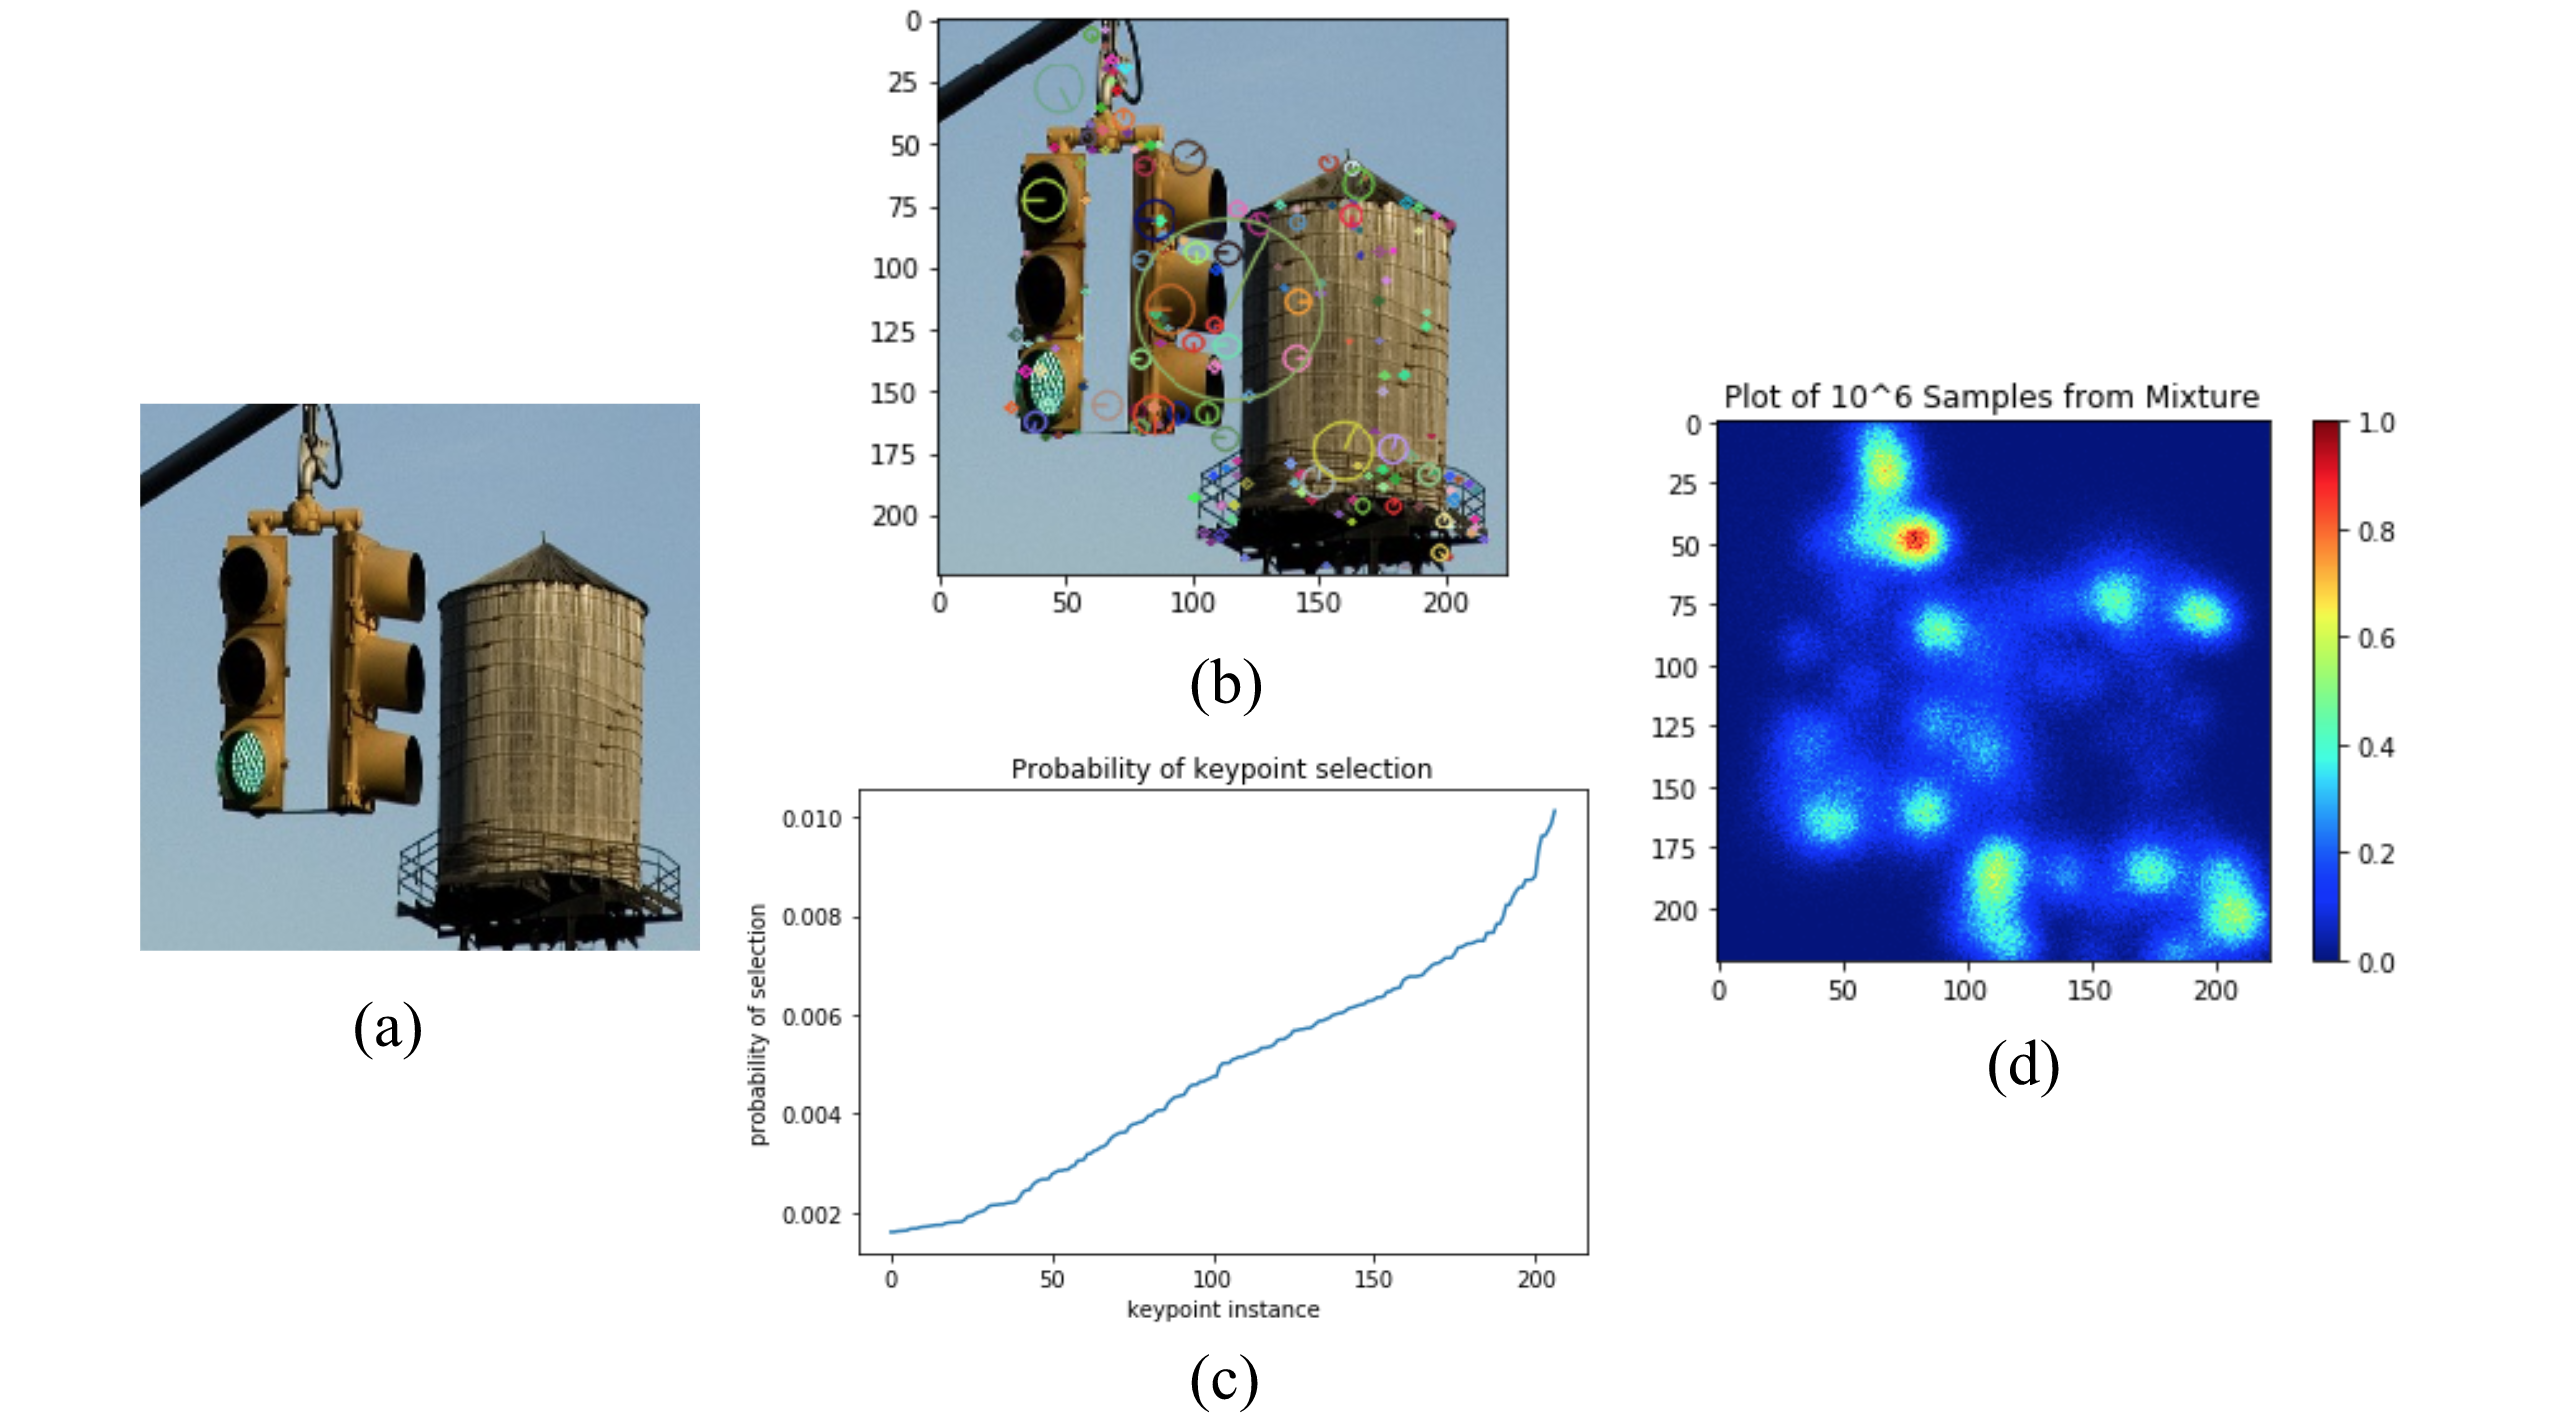 (a)
0
25
50
75
100
125
150
175
200
0 50 100 150 200
(b)
Probability of keypoint selection
probability of selection
0.010
0.008
0.006
0.004
0.002
0 50 100 150 200
keypoint instance
(c)
Plot of 10^6 Samples from Mixture
0
25
50
75
100
125
150
175
200
0 50 100 150 200
1.0
0.8
0.6
0.4
0.2
0.0
(d)